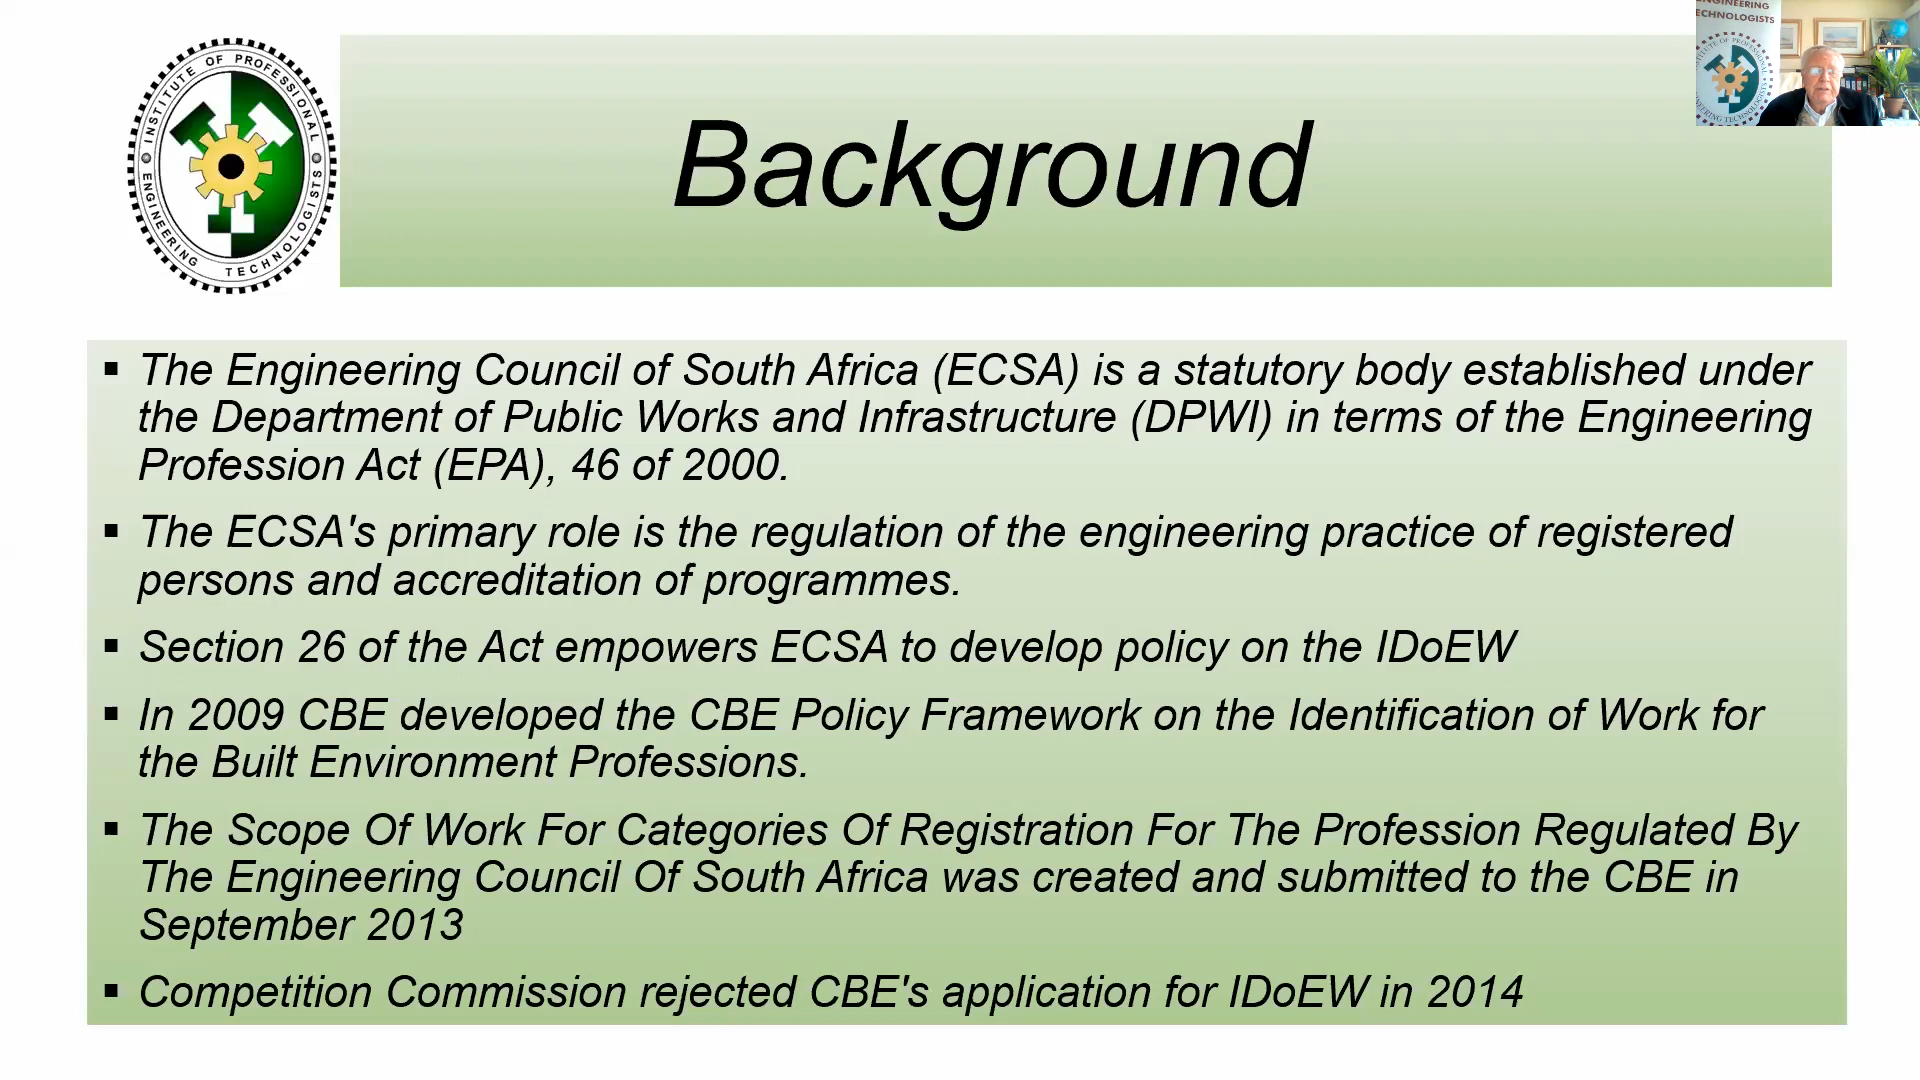 INSTITUTE OF PROFESSIONAL
ENGINEERING TECHNOLOGISTS
Background
ENGINEERING
TECHNOLOGISTS
INSTITUTE OF PROFESSIONAL
ENGINEERING TECHNOLOGISTS
▪ The Engineering Council of South Africa (ECSA) is a statutory body established under
the Department of Public Works and Infrastructure (DPWI) in terms of the Engineering
Profession Act (EPA), 46 of 2000.
▪ The ECSA's primary role is the regulation of the engineering practice of registered
persons and accreditation of programmes.
▪ Section 26 of the Act empowers ECSA to develop policy on the IDoEW
▪ In 2009 CBE developed the CBE Policy Framework on the Identification of Work for
the Built Environment Professions.
▪ The Scope Of Work For Categories Of Registration For The Profession Regulated By
The Engineering Council Of South Africa was created and submitted to the CBE in
September 2013
▪ Competition Commission rejected CBE's application for IDoEW in 2014